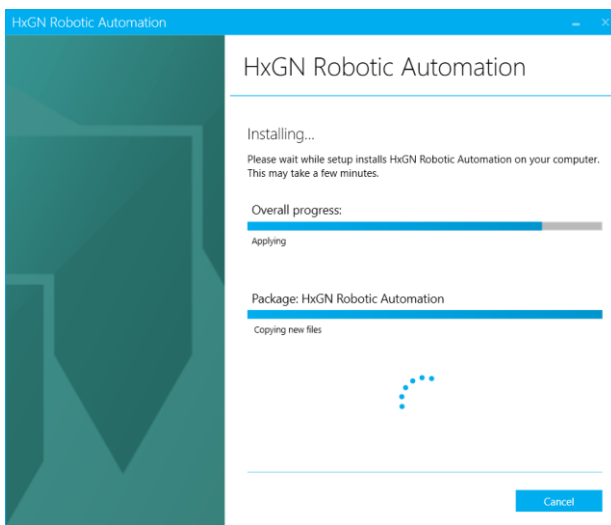 HxGN Robotic Automation
HxGN Robotic Automation
Installing...
Please wait while setup installs HxGN Robotic Automation on your computer.
This may take a few minutes.
Overall progress:
Applying
Package: HxGN Robotic Automation
Copying new files
Cancel